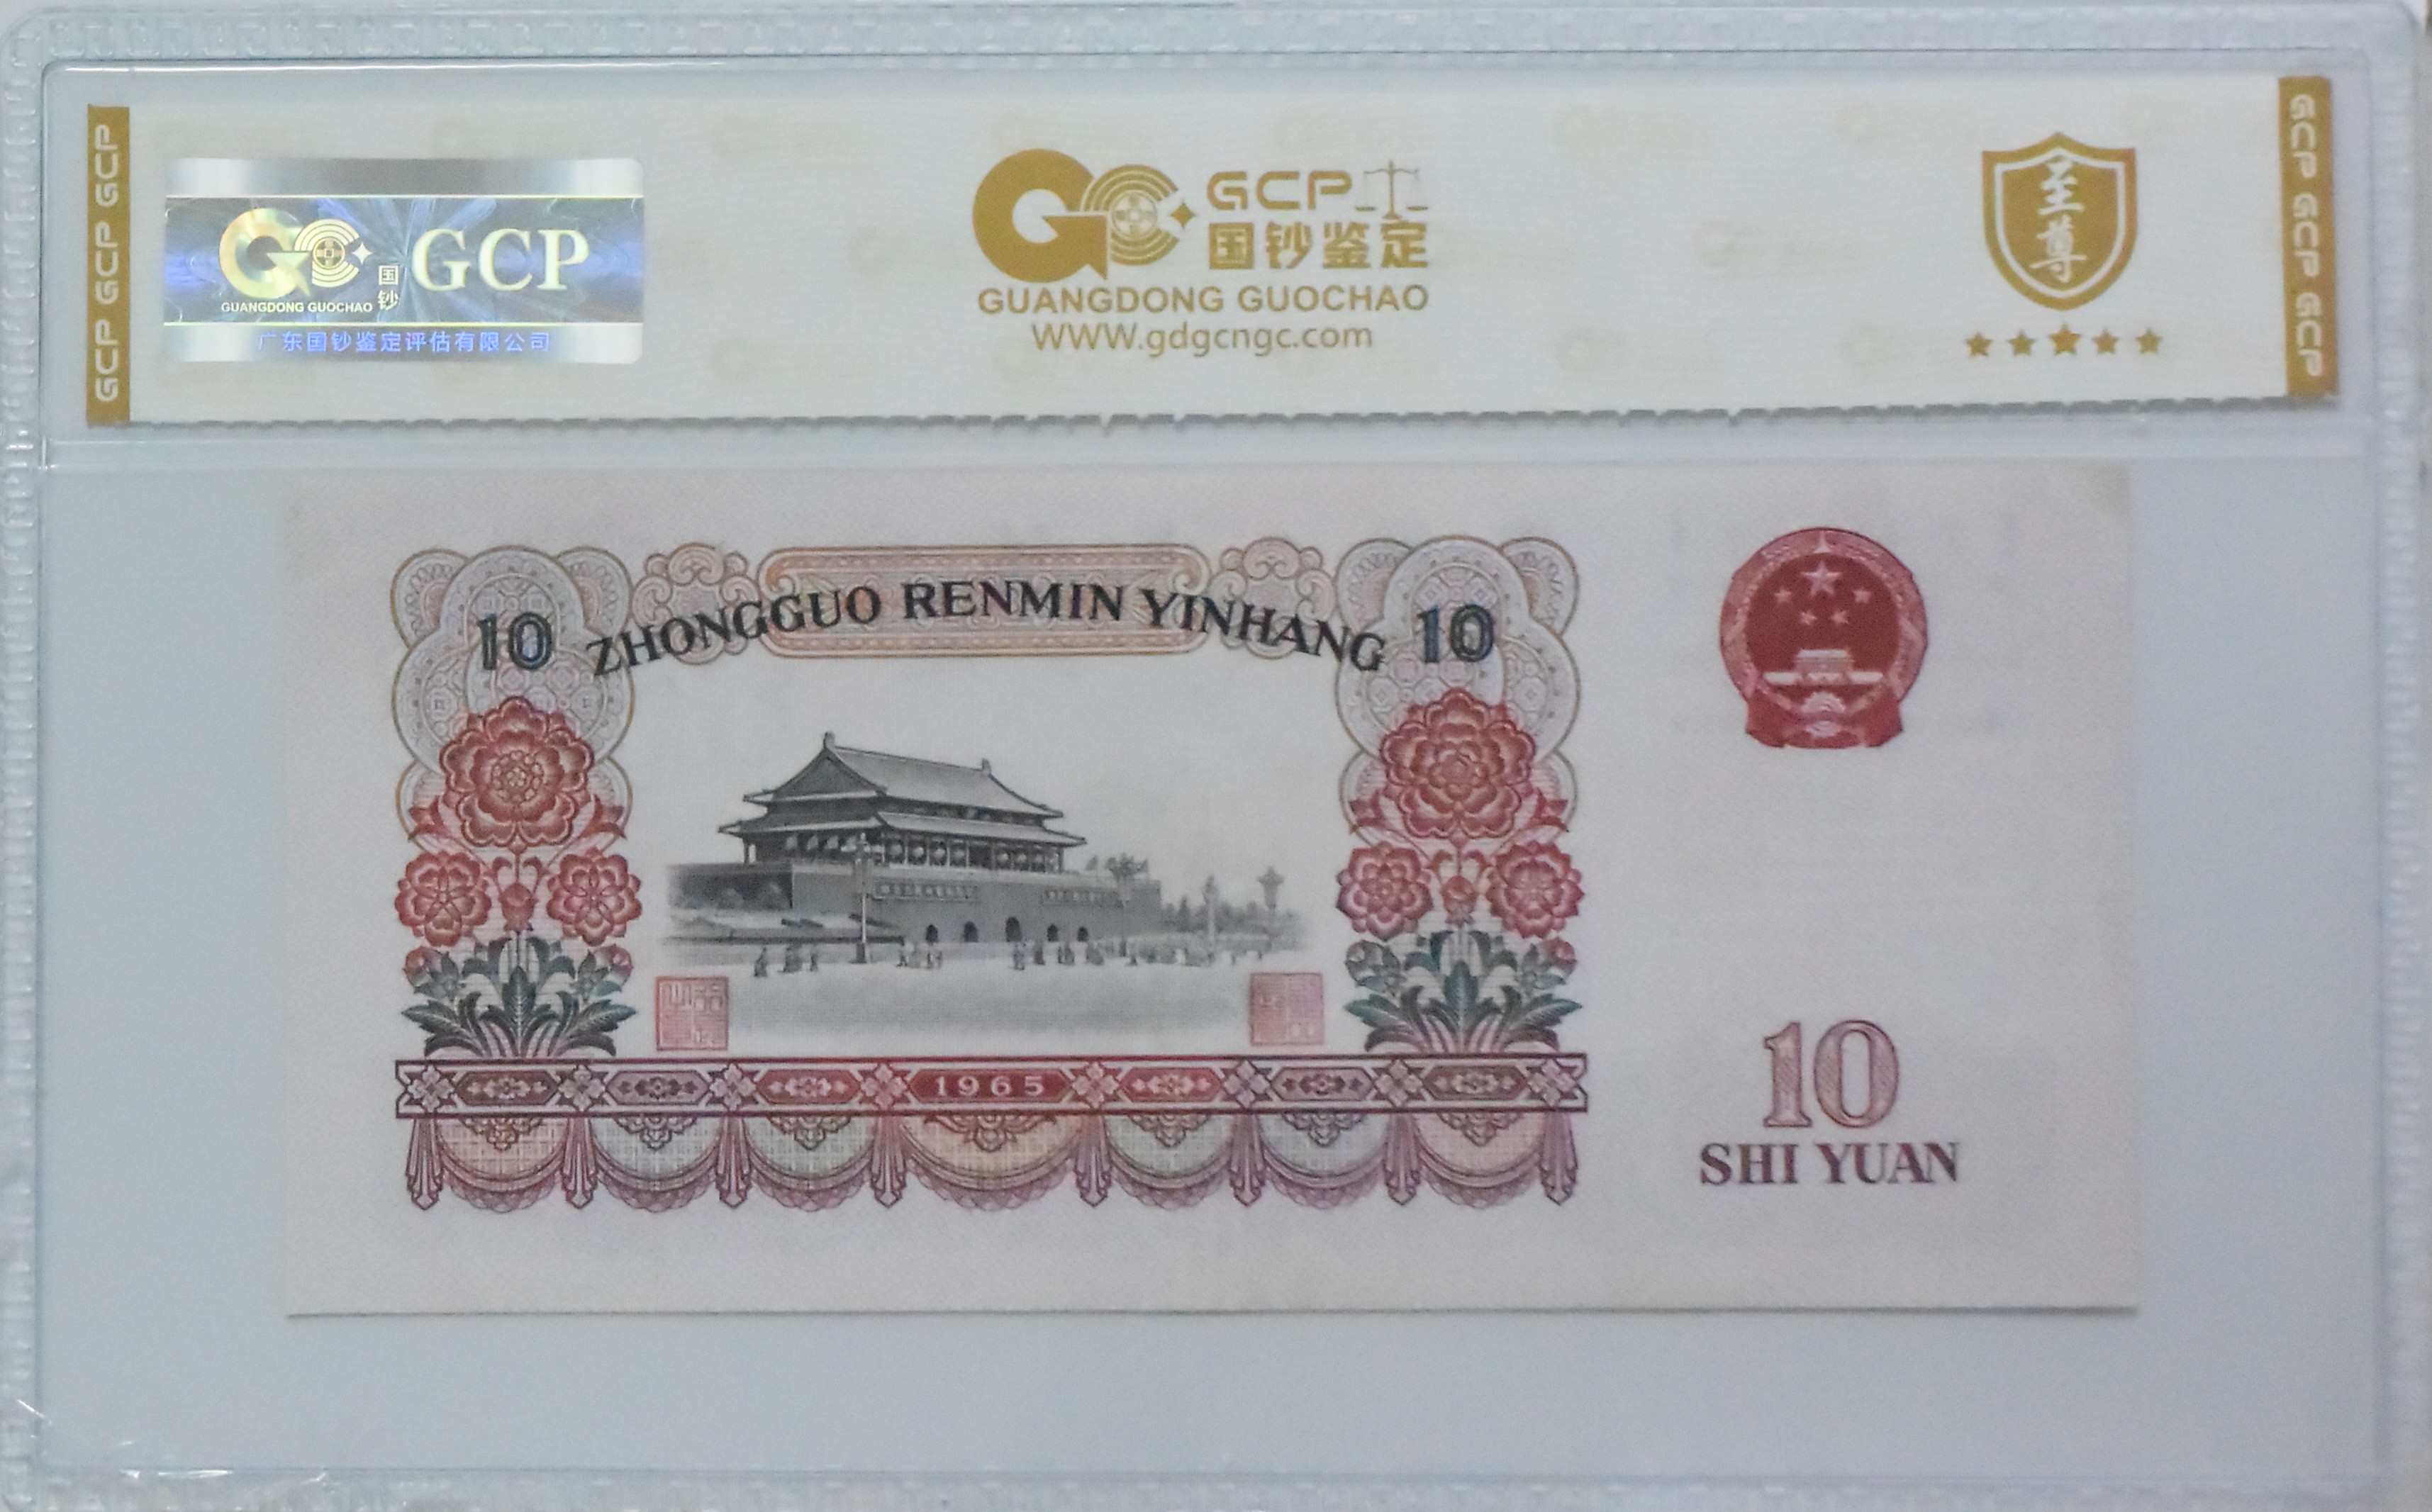 GCP GCP GCP
GUANGDONG GUOCHAO
国钞
GCP
广东国钞鉴定评估有限公司
GCP
国钞鉴定
GUANGDONG GUOCHAO
WWW.gdgcngc.com
至尊
GCP GCP GCP
10 ZHONGGUO RENMIN YINHANG 10
1965
10
SHI YUAN